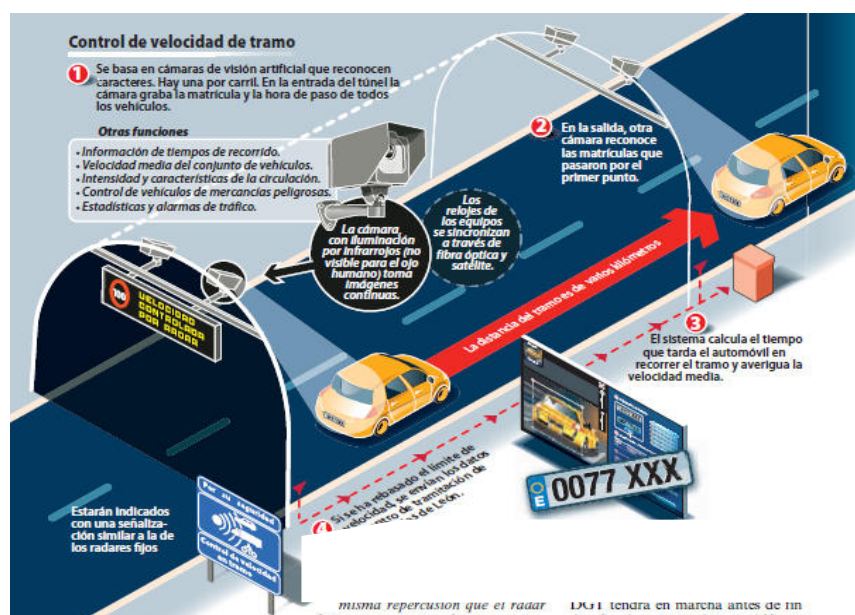 Control de velocidad de tramo
1
Se basa en cámaras de visión artificial que reconocen
caracteres. Hay una por carril. En la entrada del túnel la
cámara graba la matrícula y la hora de paso de todos
los vehículos.
Otras funciones
• Información de tiempos de recorrido.
• Velocidad media del conjunto de vehículos.
• Intensidad y características de la circulación.
• Control de vehículos de mercancías peligrosas.
• Estadísticas y alarmas de tráfico.
2
En la salida, otra
cámara reconoce
las matrículas que
pasaron por el
primer punto.
Los
relojes de
los equipos
se sincronizan
a través de
fibra óptica y
satélite.
La cámara,
con iluminación
por infrarrojos (no
visible para el ojo
humano) toma
imágenes
continuas.
100
VELOCIDAD
CONTROLADA
POR RADAR
La distancia del tramo es de varios kilómetros
3
El sistema calcula el tiempo
que tarda el automóvil en
recorrer el tramo y averigua la
velocidad media.
E 0077 XXX
4
Si se ha rebasado el límite de
velocidad, se envían los datos
de tramitación de
de León.
Estarán indicados
con una señaliza-
ción similar a la de
los radares fijos
Por su seguridad
Control de velocidad
en tramo
misma repercusión que el radar
DGT tendrá en marcha antes de fin